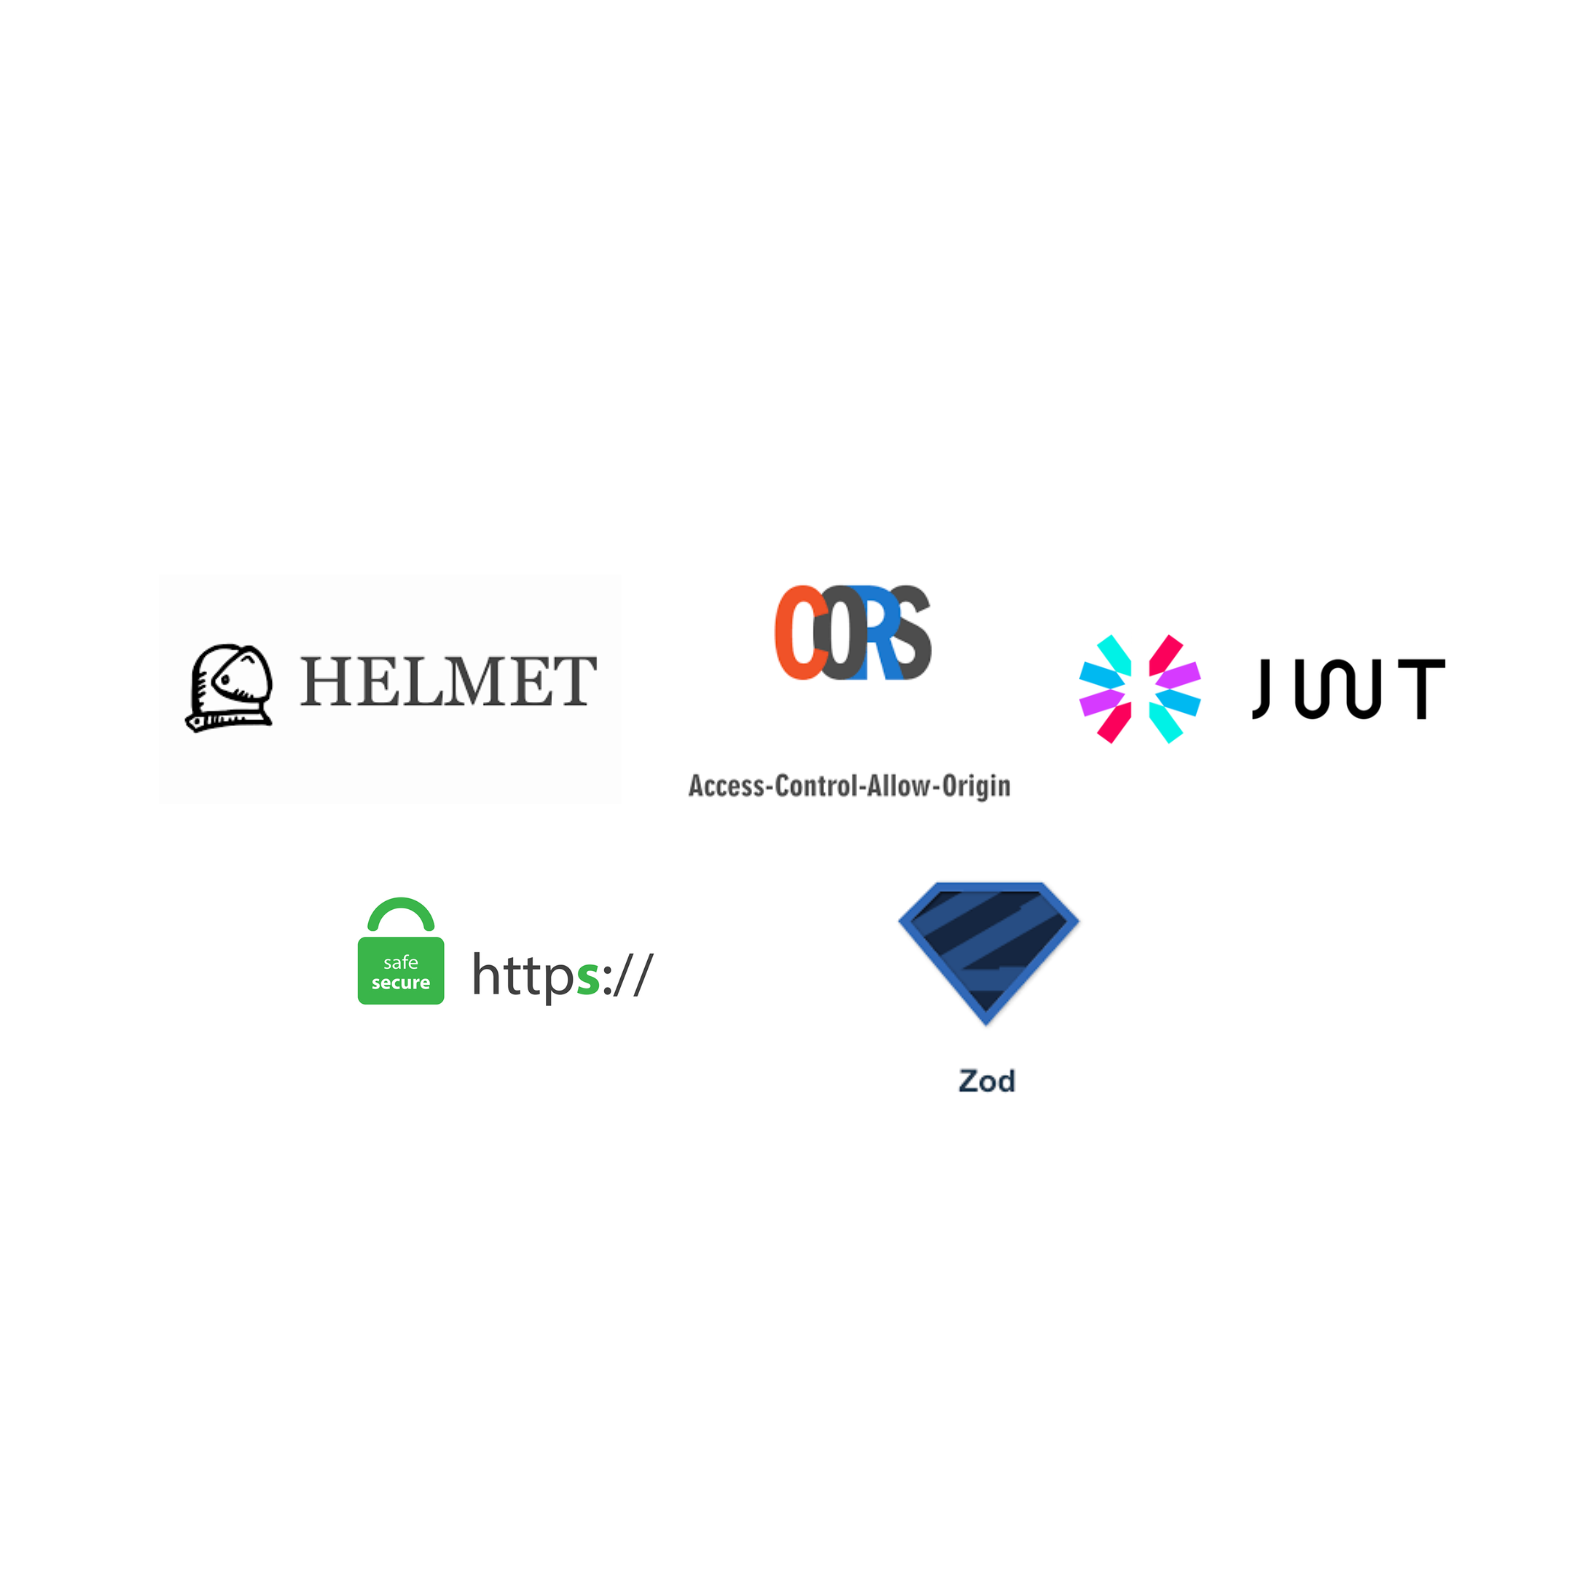 HELMET
CORS
Access-Control-Allow-Origin
JWT
safe
secure
https://
Zod